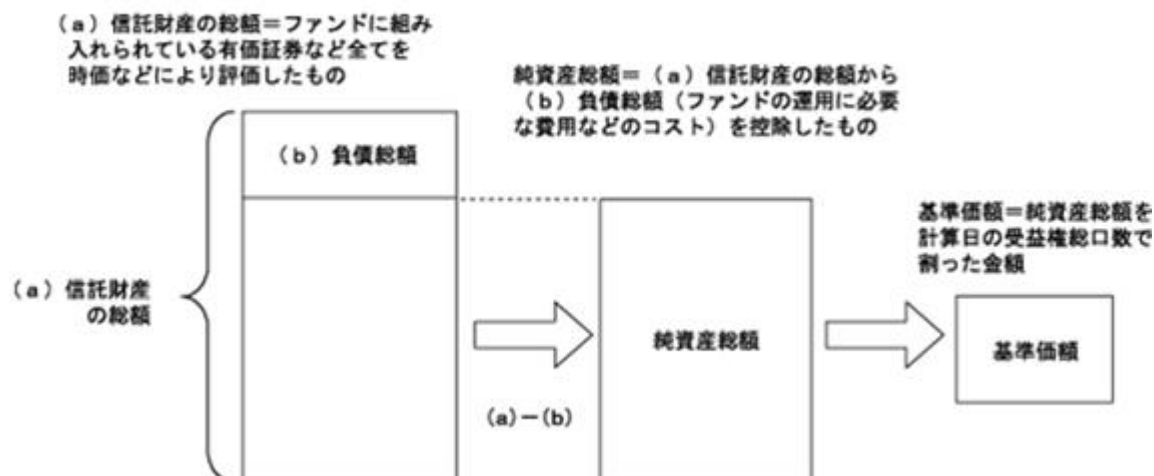 (a)信託財産の総額=ファンドに組み
入れられている有価証券など全てを
時価などにより評価したもの
純資産総額=(a)信託財産の総額から
(b)負債総額(ファンドの運用に必要
な費用などのコスト)を控除したもの
(b)負債総額
基準価額=純資産総額を
計算日の受益権総口数で
割った金額
(a)信託財産
の総額
純資産総額
基準価額
(a)-(b)